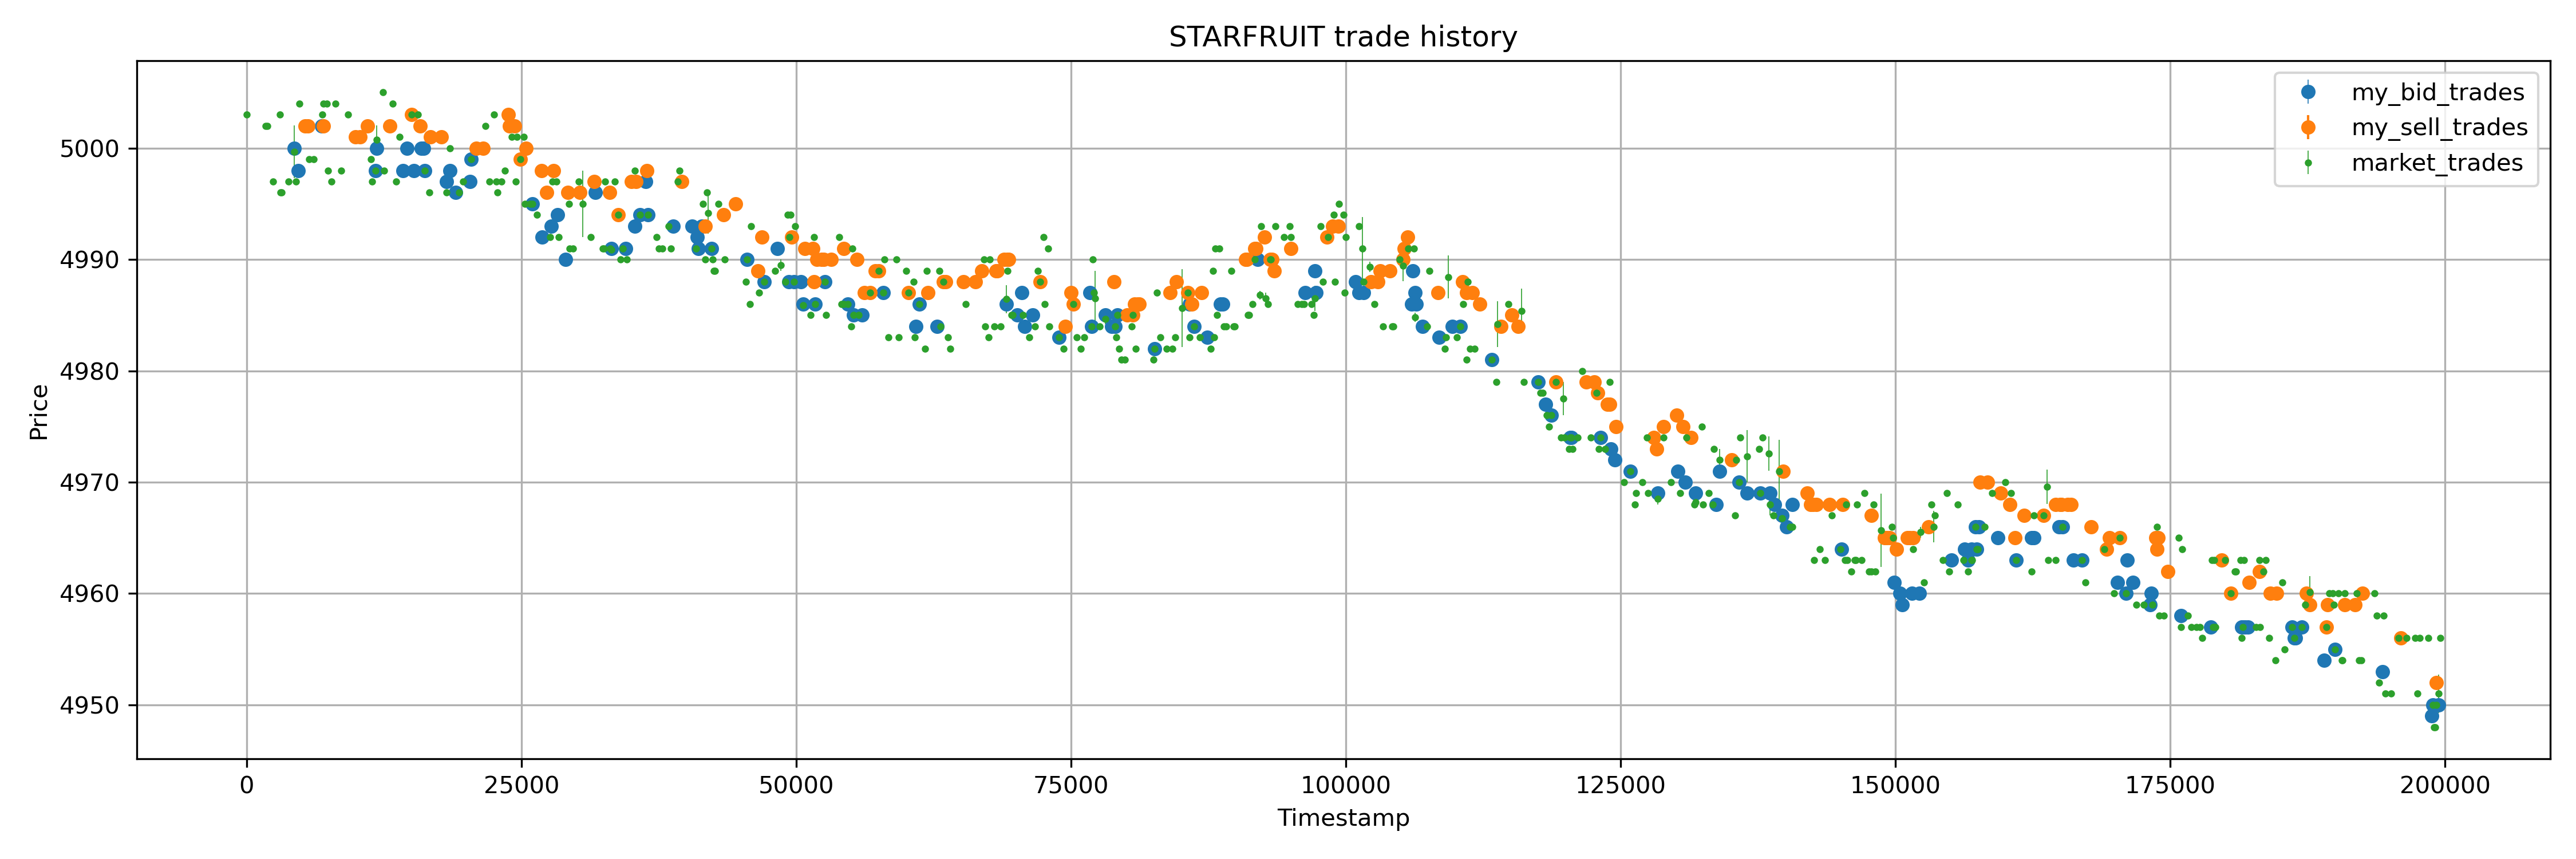 STARFRUIT trade history
my_bid_trades
my_sell_trades
market_trades
Price
5000
4990
4980
4970
4960
4950
0 25000 50000 75000 100000 125000 150000 175000 200000
Timestamp